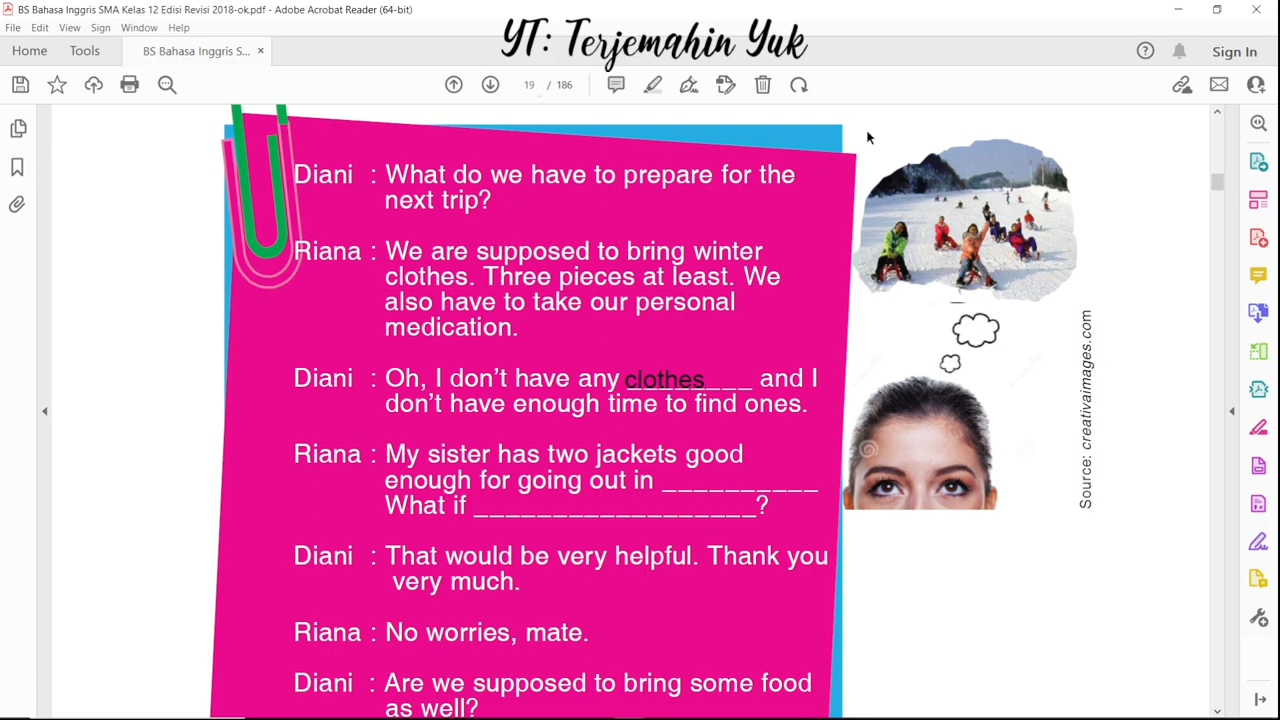 BS Bahasa Inggris SMA Kelas 12 Edisi Revisi 2018-ok.pdf - Adobe Acrobat Reader (64-bit)
File Edit View Sign Window Help
YT: Terjemahin Yuk
Home Tools BS Bahasa Inggris S... × Sign In
19 / 186
Diani : What do we have to prepare for the
next trip?
Riana : We are supposed to bring winter
clothes. Three pieces at least. We
also have to take our personal
medication.
Diani : Oh, I don't have any clothes___ and I
don't have enough time to find ones.
Riana : My sister has two jackets good
enough for going out in __________
What if __________________?
Diani : That would be very helpful. Thank you
very much.
Riana : No worries, mate.
Diani : Are we supposed to bring some food
as well?
Source: creativaimages.com